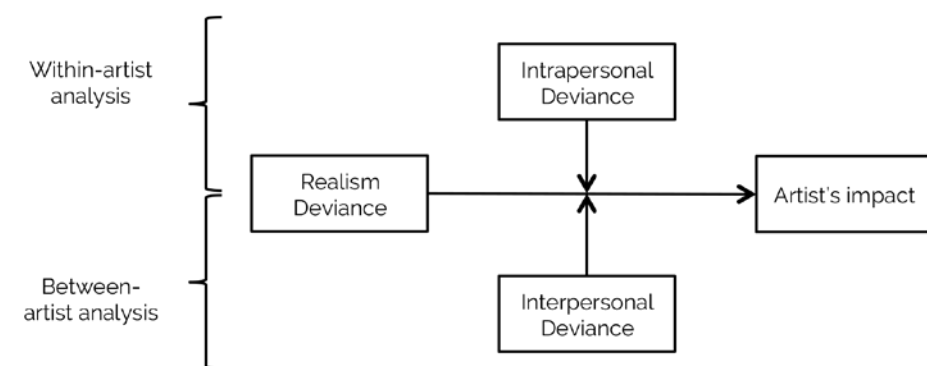 Within-artist
analysis
Intrapersonal
Deviance
Realism
Deviance
Artist's impact
Between-
artist analysis
Interpersonal
Deviance